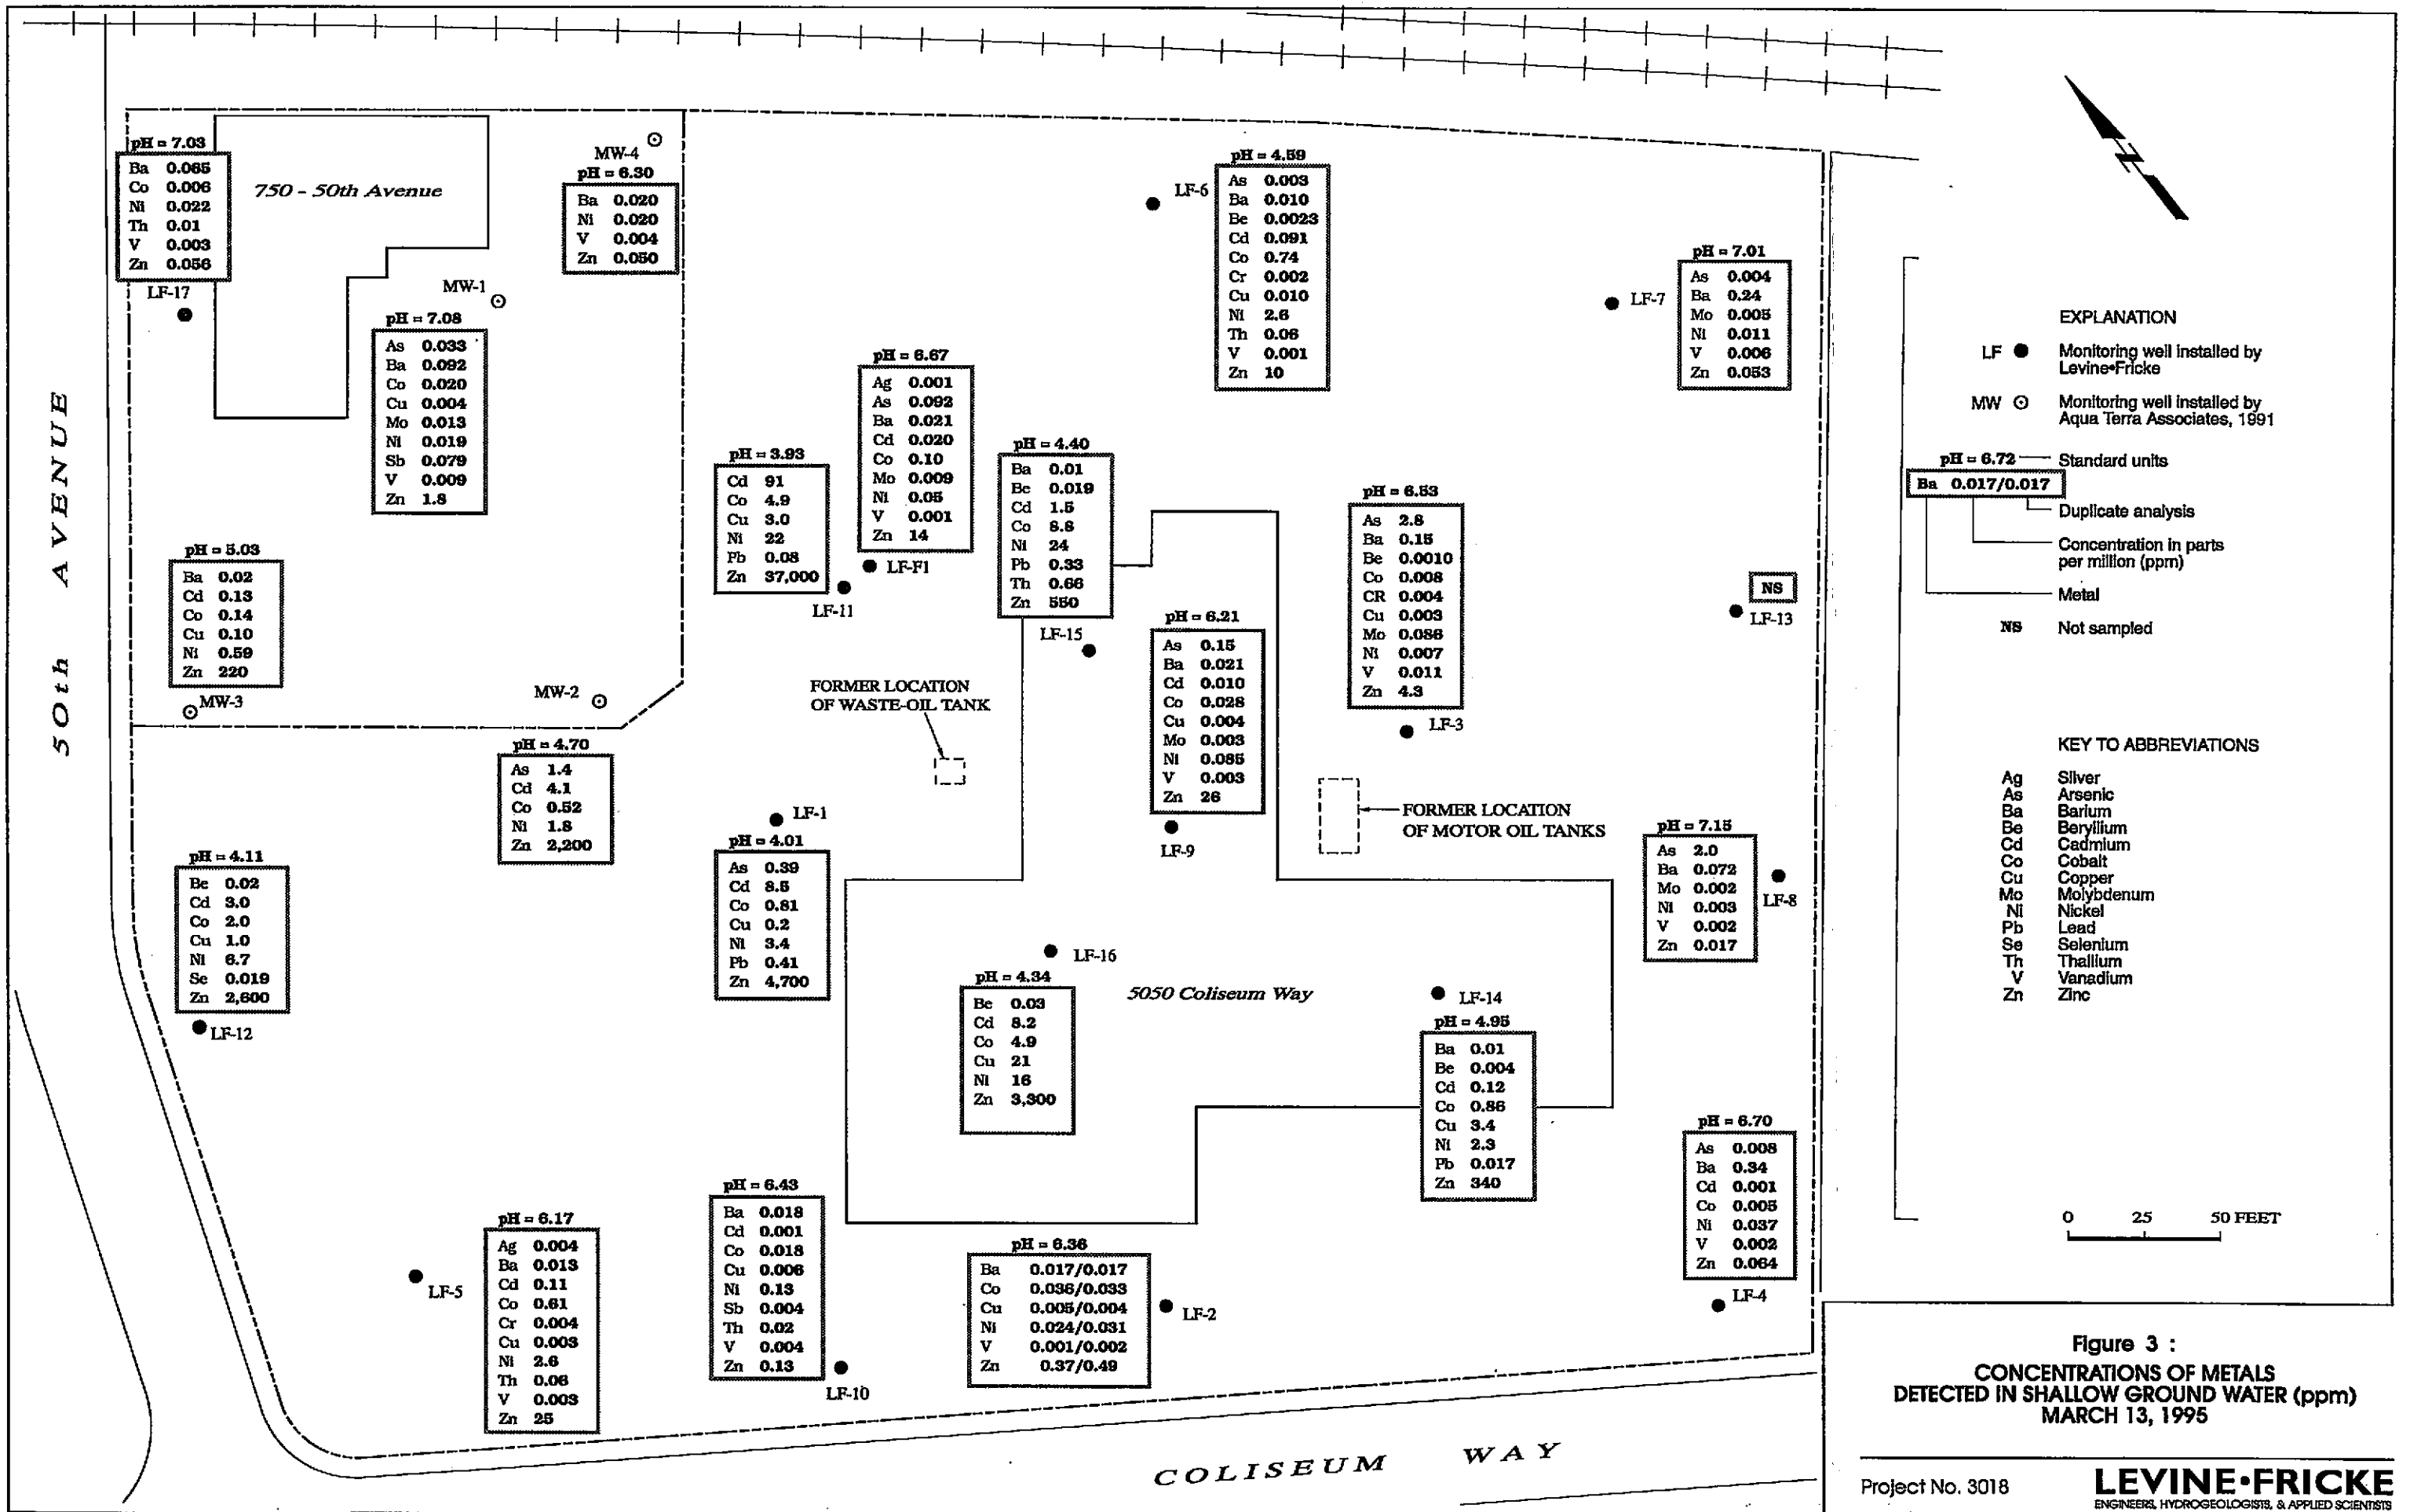 50th AVENUE
pH = 7.03
Ba 0.065
Co 0.006
Ni 0.022
Th 0.01
V 0.003
Zn 0.056
LF-17
750 - 50th Avenue
MW-4
pH = 6.30
Ba 0.020
Ni 0.020
V 0.004
Zn 0.050
MW-1
pH = 7.08
As 0.033
Ba 0.092
Co 0.020
Cu 0.004
Mo 0.013
Ni 0.019
Sb 0.079
V 0.009
Zn 1.8
pH = 5.03
Ba 0.02
Cd 0.13
Co 0.14
Cu 0.10
Ni 0.59
Zn 220
MW-3
MW-2
pH = 4.70
As 1.4
Cd 4.1
Co 0.52
Ni 1.8
Zn 2,200
pH = 4.11
Be 0.02
Cd 3.0
Co 2.0
Cu 1.0
Ni 6.7
Se 0.019
Zn 2,600
LF-12
pH = 3.93
Cd 91
Co 4.9
Cu 3.0
Ni 22
Pb 0.08
Zn 37,000
LF-11
pH = 6.67
Ag 0.001
As 0.092
Ba 0.021
Cd 0.020
Co 0.10
Mo 0.009
Ni 0.05
V 0.001
Zn 14
LF-F1
pH = 4.40
Ba 0.01
Be 0.019
Cd 1.5
Co 8.8
Ni 24
Pb 0.33
Th 0.66
Zn 550
LF-15
LF-6
pH = 4.59
As 0.003
Ba 0.010
Be 0.0023
Cd 0.091
Co 0.74
Cr 0.002
Cu 0.010
Ni 2.6
Th 0.06
V 0.001
Zn 10
LF-7
pH = 7.01
As 0.004
Ba 0.24
Mo 0.005
Ni 0.011
V 0.006
Zn 0.053
pH = 6.53
As 2.8
Ba 0.15
Be 0.0010
Co 0.008
CR 0.004
Cu 0.003
Mo 0.086
Ni 0.007
V 0.011
Zn 4.3
LF-3
NS
LF-13
FORMER LOCATION
OF WASTE-OIL TANK
pH = 6.21
As 0.15
Ba 0.021
Cd 0.010
Co 0.028
Cu 0.004
Mo 0.003
Ni 0.085
V 0.003
Zn 26
LF-9
FORMER LOCATION
OF MOTOR OIL TANKS
LF-1
pH = 4.01
As 0.39
Cd 8.5
Co 0.81
Cu 0.2
Ni 3.4
Pb 0.41
Zn 4,700
pH = 7.15
As 2.0
Ba 0.072
Mo 0.002
Ni 0.003
V 0.002
Zn 0.017
LF-8
LF-16
pH = 4.34
Be 0.03
Cd 8.2
Co 4.9
Cu 21
Ni 16
Zn 3,300
5050 Coliseum Way
LF-14
pH = 4.95
Ba 0.01
Be 0.004
Cd 0.12
Co 0.86
Cu 3.4
Ni 2.3
Pb 0.017
Zn 340
pH = 6.70
As 0.008
Ba 0.34
Cd 0.001
Co 0.005
Ni 0.037
V 0.002
Zn 0.064
LF-4
LF-5
pH = 6.17
Ag 0.004
Ba 0.013
Cd 0.11
Co 0.61
Cr 0.004
Cu 0.003
Ni 2.6
Th 0.06
V 0.003
Zn 25
pH = 6.43
Ba 0.018
Cd 0.001
Co 0.018
Cu 0.006
Ni 0.13
Sb 0.004
Th 0.02
V 0.004
Zn 0.13
LF-10
pH = 6.36
Ba 0.017/0.017
Co 0.036/0.033
Cu 0.005/0.004
Ni 0.024/0.031
V 0.001/0.002
Zn 0.37/0.49
LF-2
COLISEUM WAY
EXPLANATION
LF Monitoring well installed by
Levine•Fricke
MW Monitoring well installed by
Aqua Terra Associates, 1991
pH = 6.72 Standard units
Ba 0.017/0.017
Duplicate analysis
Concentration in parts
per million (ppm)
Metal
NS Not sampled
KEY TO ABBREVIATIONS
Ag Silver
As Arsenic
Ba Barium
Be Beryllium
Cd Cadmium
Co Cobalt
Cu Copper
Mo Molybdenum
Ni Nickel
Pb Lead
Se Selenium
Th Thallium
V Vanadium
Zn Zinc
0 25 50 FEET
Figure 3 :
CONCENTRATIONS OF METALS
DETECTED IN SHALLOW GROUND WATER (ppm)
MARCH 13, 1995
Project No. 3018
LEVINE•FRICKE
ENGINEERS, HYDROGEOLOGISTS, & APPLIED SCIENTISTS